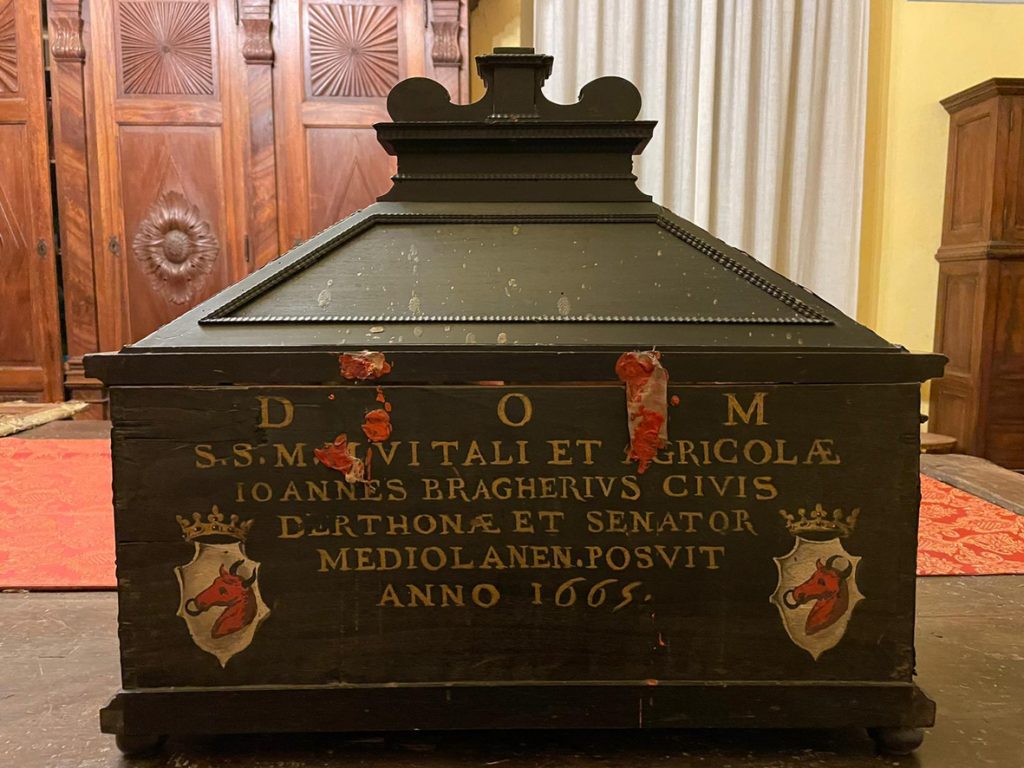 D O M
S.S.M.M VITALI ET AGRICOLÆ
IOANNES BRAGHERIVS CIVIS
DERTHONÆ ET SENATOR
MEDIOLANEN.POSVIT
ANNO 1665.